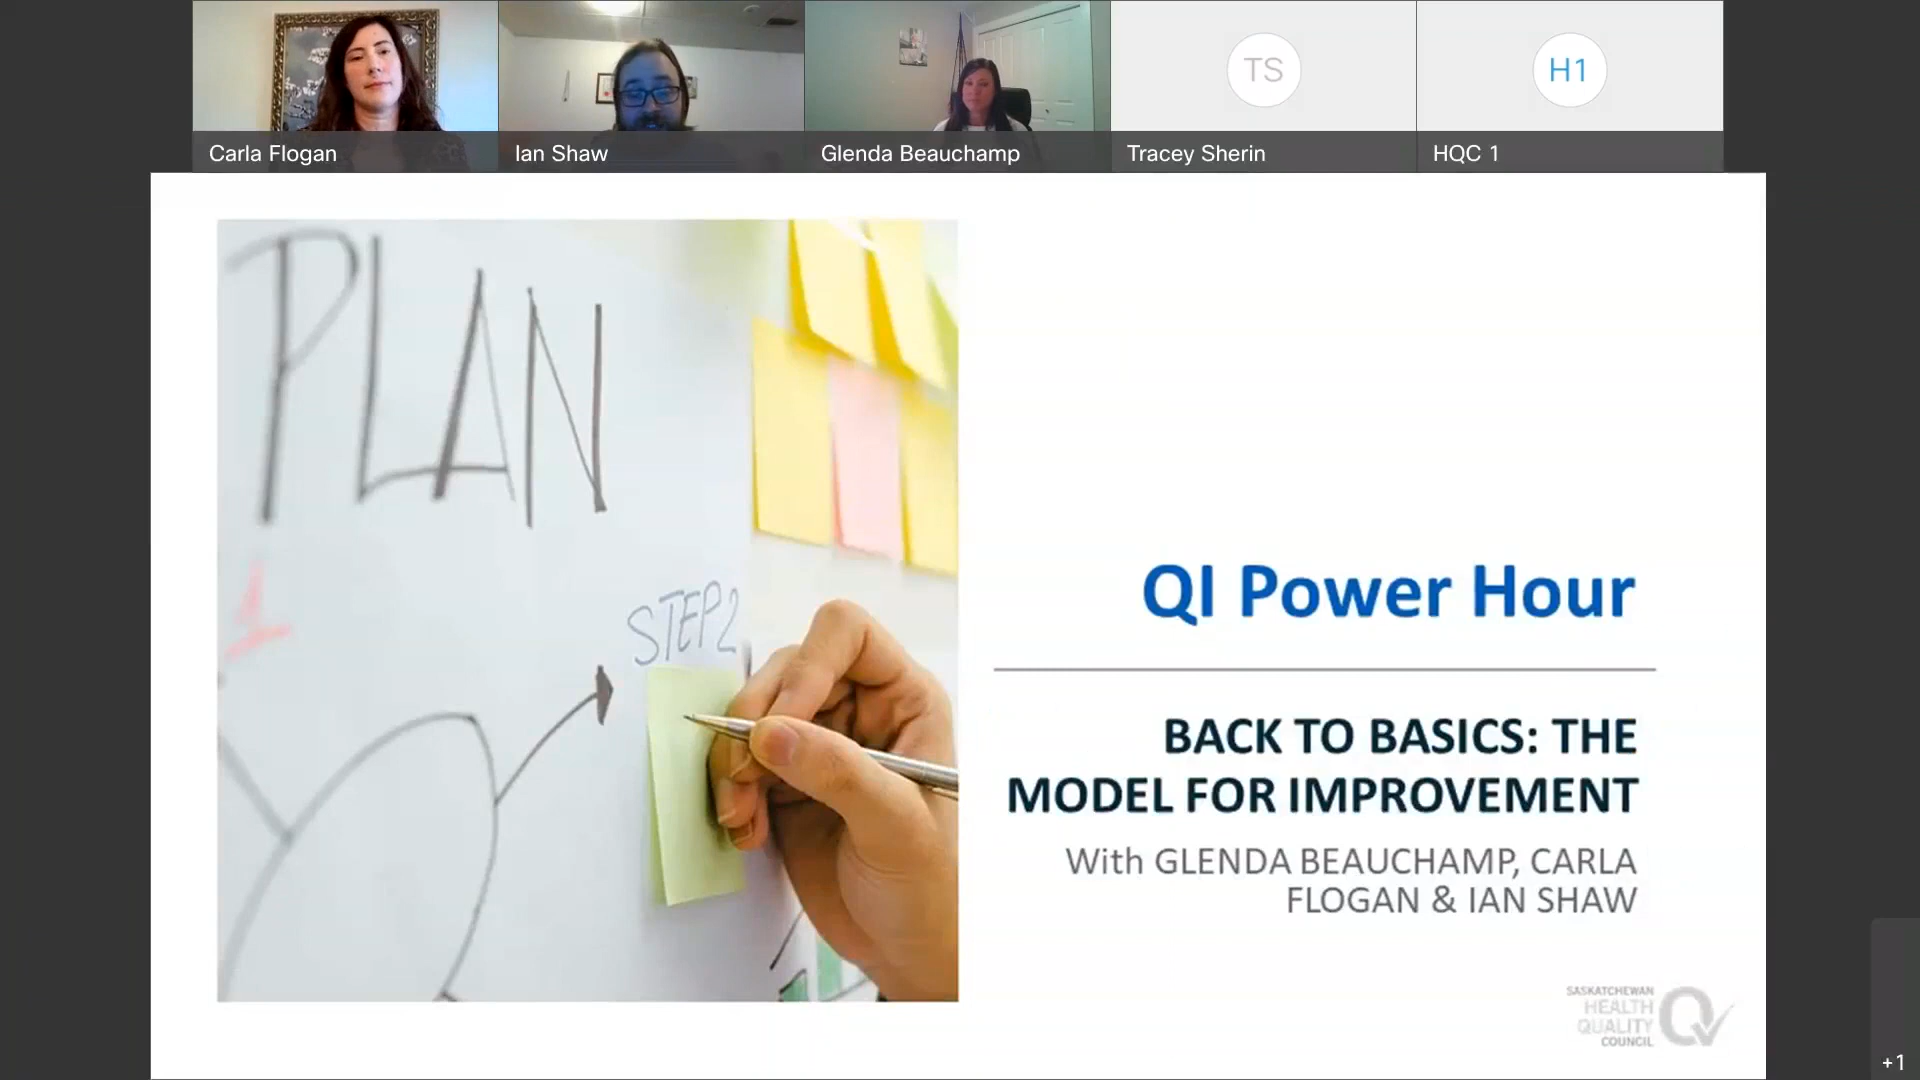 Carla Flogan
Ian Shaw
Glenda Beauchamp
TS
Tracey Sherin
H1
HQC 1
PLAN
1
STEP2
QI Power Hour
BACK TO BASICS: THE
MODEL FOR IMPROVEMENT
With GLENDA BEAUCHAMP, CARLA
FLOGAN & IAN SHAW
SASKATCHEWAN
HEALTH
QUALITY
COUNCIL
+1